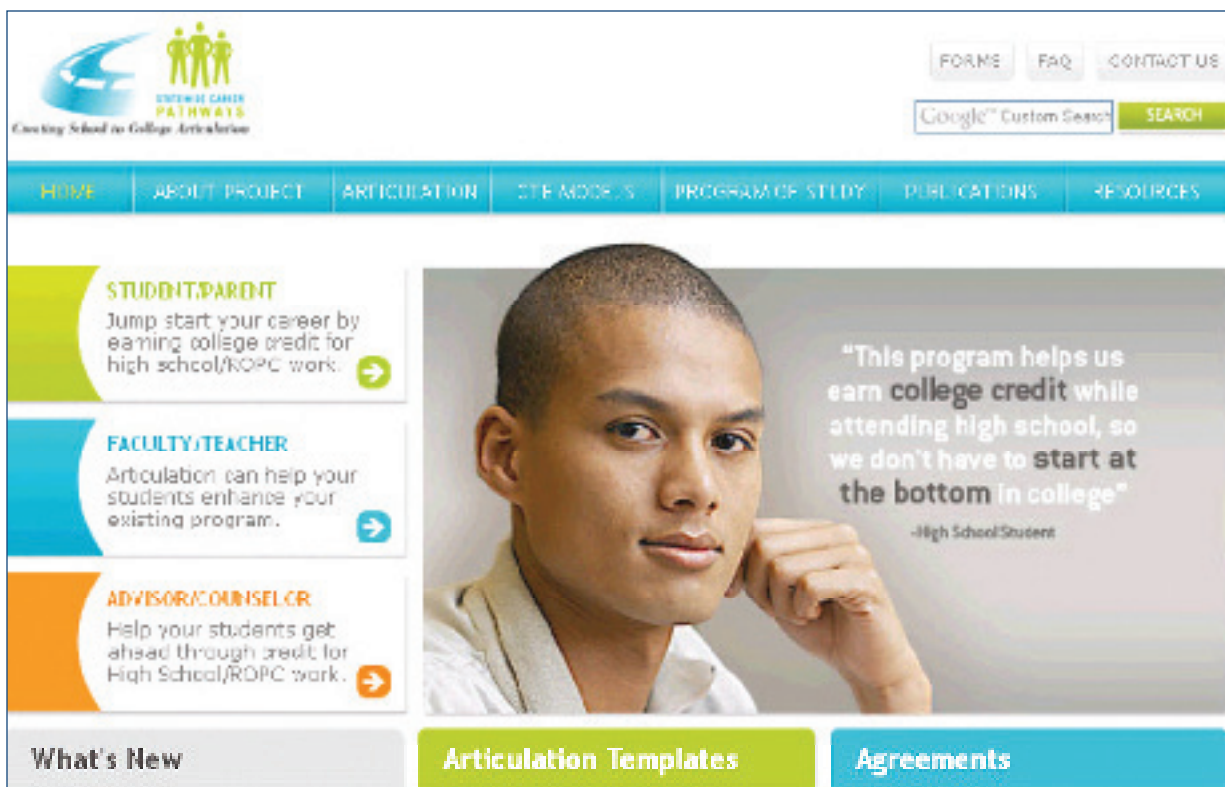 STATEWIDE CAREER
PATHWAYS
Creating School to College Articulation
FORMS FAQ CONTACT US
Google™ Custom Search SEARCH
HOME ABOUT PROJECT ARTICULATION CTE MODELS PROGRAM OF STUDY PUBLICATIONS RESOURCES
STUDENT/PARENT
Jump start your career by
earning college credit for
high school/ROPC work.
FACULTY/TEACHER
Articulation can help your
students enhance your
existing program.
ADVISOR/COUNSELOR
Help your students get
ahead through credit for
High School/ROPC work.
"This program helps us
earn college credit while
attending high school, so
we don't have to start at
the bottom in college"
-High School Student
What's New
Articulation Templates
Agreements